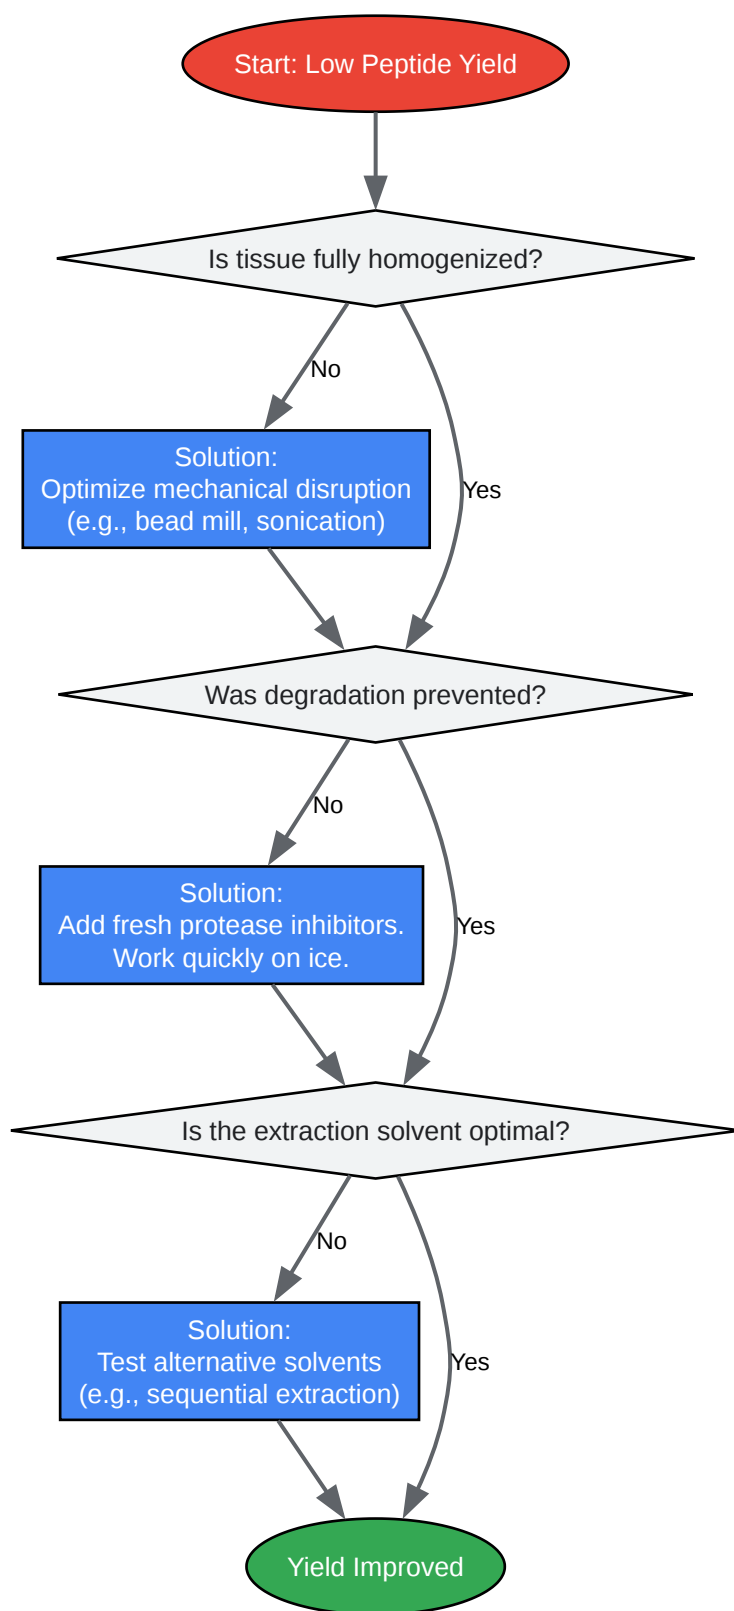 Start: Low Peptide Yield
Is tissue fully homogenized?
No
Solution:
Optimize mechanical disruption
(e.g., bead mill, sonication)
Yes
Was degradation prevented?
No
Solution:
Add fresh protease inhibitors.
Work quickly on ice.
Yes
Is the extraction solvent optimal?
No
Solution:
Test alternative solvents
(e.g., sequential extraction)
Yes
Yield Improved